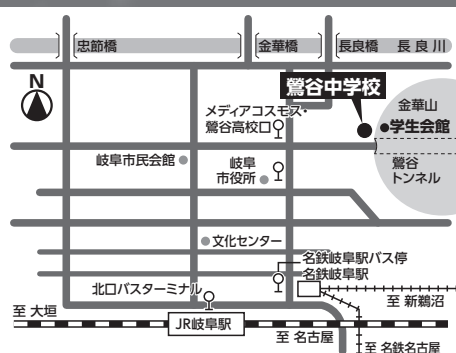 忠節橋
金華橋
長良橋
長良川
N
鶯谷中学校
メディアコスモス・
鶯谷高校口
金華山
学生会館
岐阜市民会館
岐阜
市役所
鶯谷
トンネル
文化センター
名鉄岐阜駅バス停
名鉄岐阜駅
北口バスターミナル
至 新鵜沼
至 大垣
JR岐阜駅
至 名古屋
至 名鉄名古屋